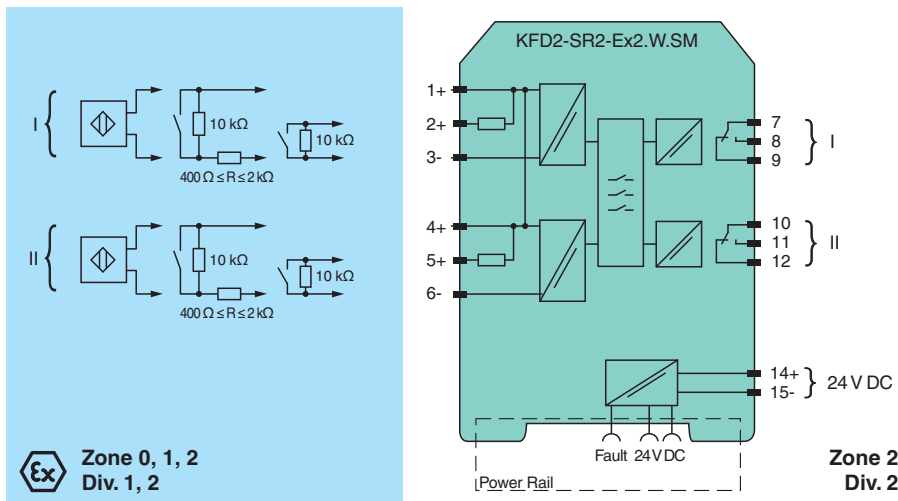 KFD2-SR2-Ex2.W.SM
I
10 kΩ
10 kΩ
400 Ω ≤ R ≤ 2 kΩ
II
10 kΩ
10 kΩ
400 Ω ≤ R ≤ 2 kΩ
1+
2+
3-
4+
5+
6-
7
8
9
I
10
11
12
II
14+
15-
24 V DC
Fault 24 V DC
Power Rail
Ex
Zone 0, 1, 2
Div. 1, 2
Zone 2
Div. 2